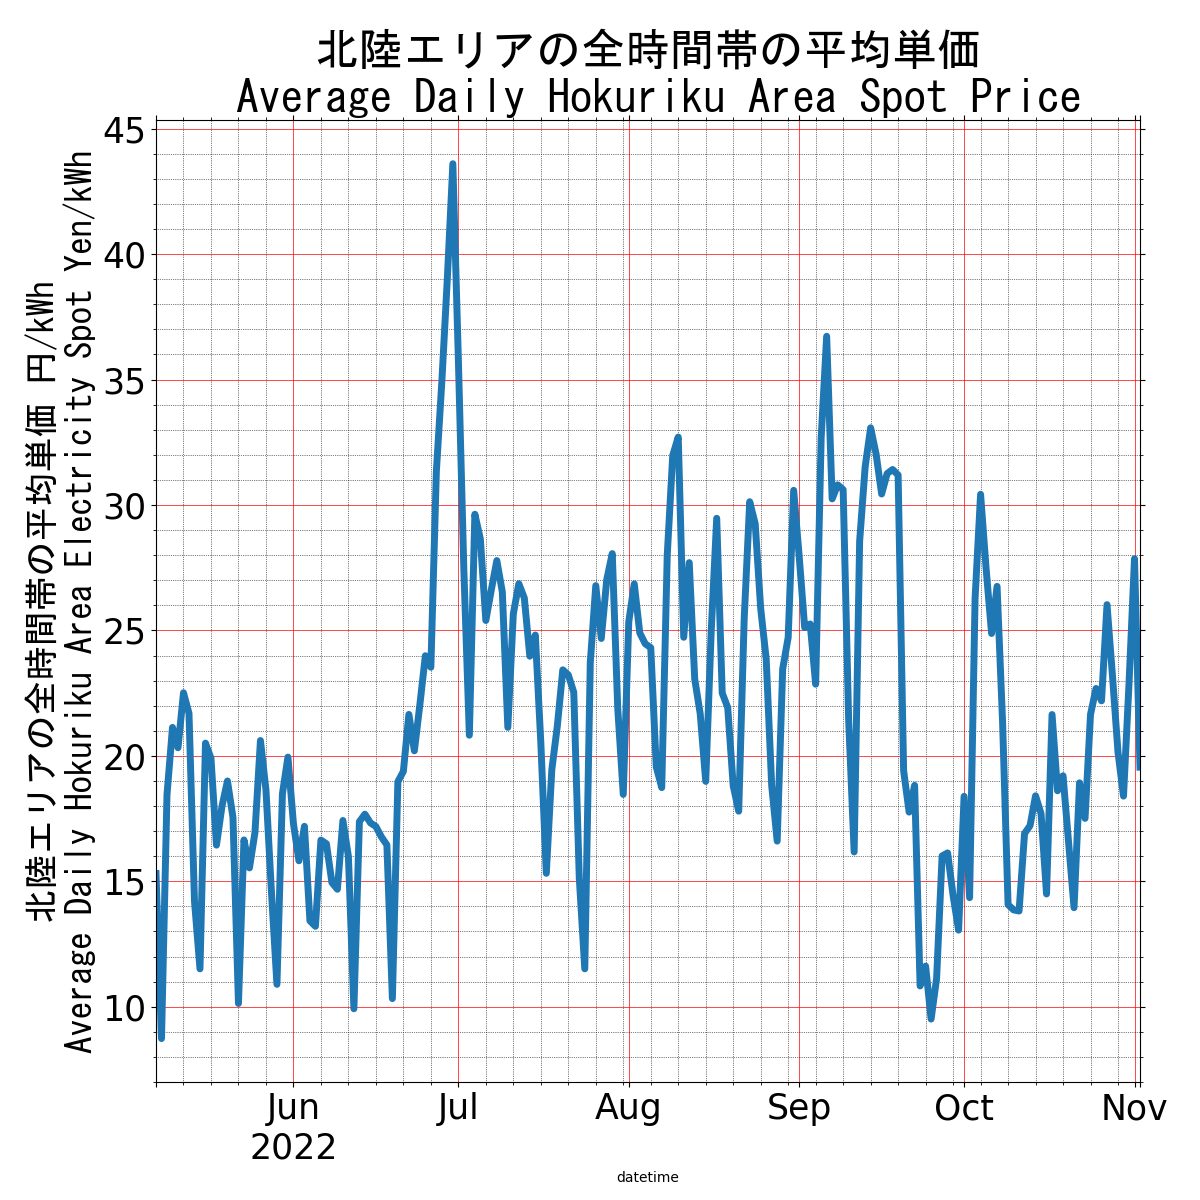 北陸エリアの全時間帯の平均単価
Average Daily Hokuriku Area Spot Price
北陸エリアの全時間帯の平均単価 円/kWh
Average Daily Hokuriku Area Electricity Spot Yen/kWh
45
40
35
30
25
20
15
10
Jun
2022
Jul
Aug
Sep
Oct
Nov
datetime